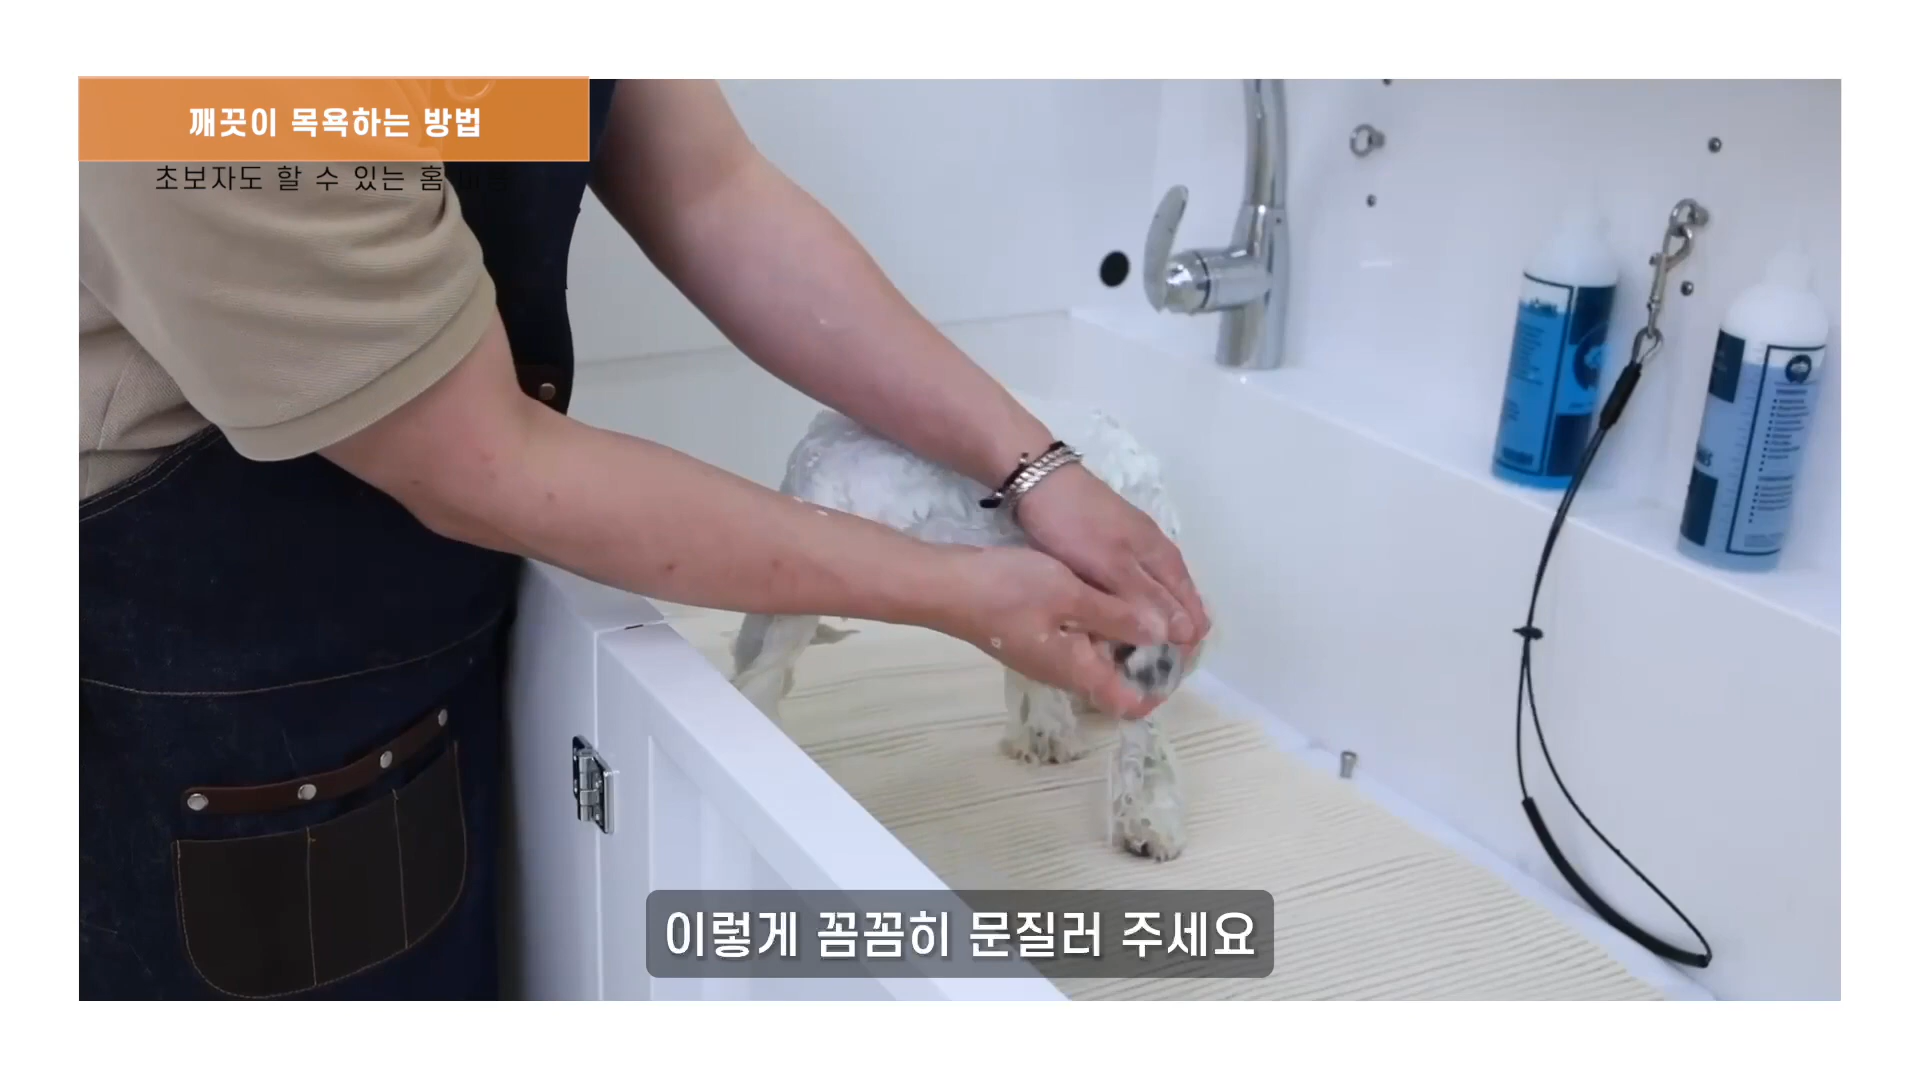 깨끗이 목욕하는 방법
초보자도 할 수 있는 홈
이렇게 꼼꼼히 문질러 주세요